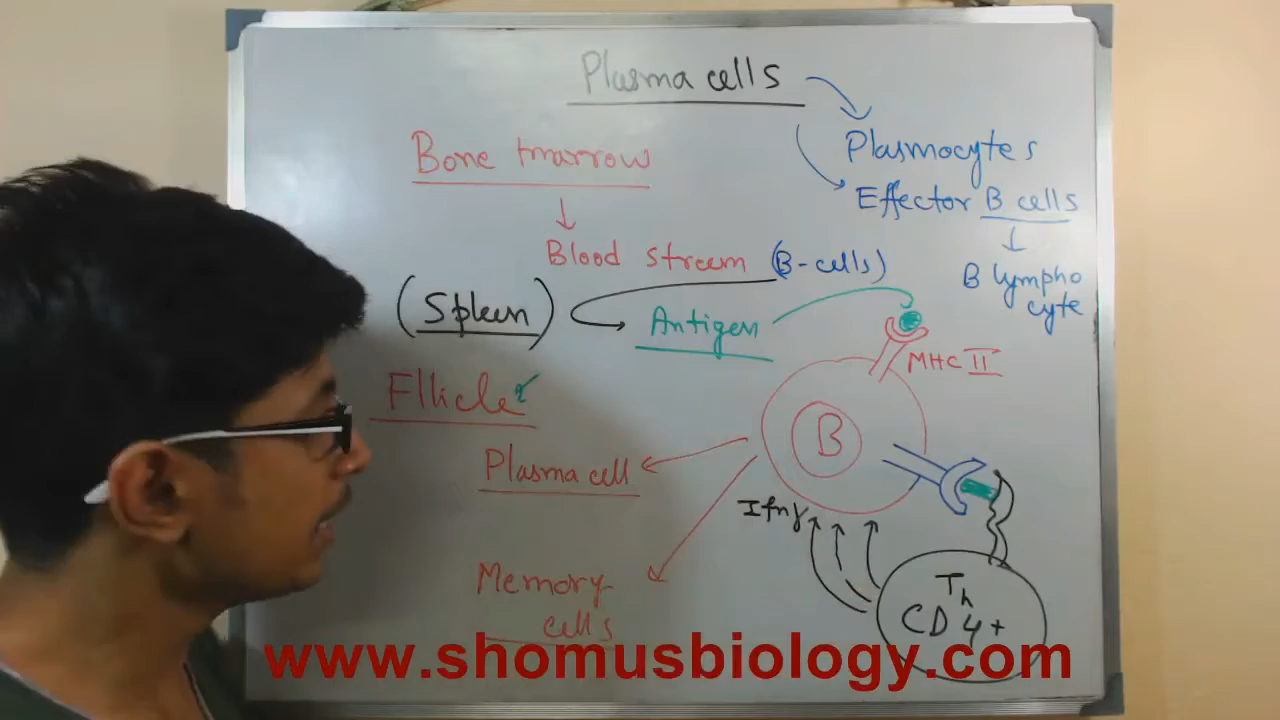 Plasma cells
Plasmocytes
Effector B cells
B lympho
cyte
Bone marrow
Blood stream (B-cells)
(Spleen)
Antigen
MHC II
Fllicle
B
Plasma cell
Ifnγ
Memory
cells
Th
CD4+
www.shomusbiology.com